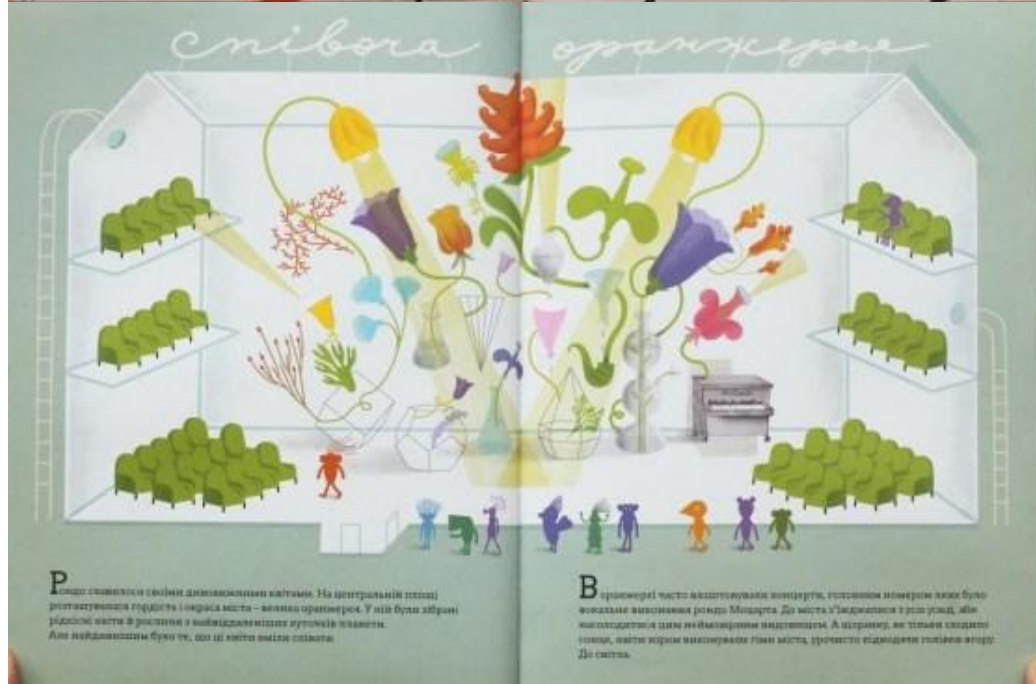 співоча оранжерея
Рондо славилося своїми дивовижними квітами. На центральній площі
розташувалася гордість і окраса міста – велика оранжерея. У ній були зібрані
рідкісні квіти й рослини з найвіддаленіших куточків планети.
Але найдивнішим було те, що ці квіти вміли співати.
В оранжереї часто влаштовували концерти, головним номером яких було
вокальне виконання рондо Моцарта. До міста з'їжджалися з усіх усюд, аби
насолодитися цим неймовірним видовищем. А щоранку, як тільки сходило
сонце, квіти хором виконували гімн міста, урочисто підводячи голівки вгору.
До світла.